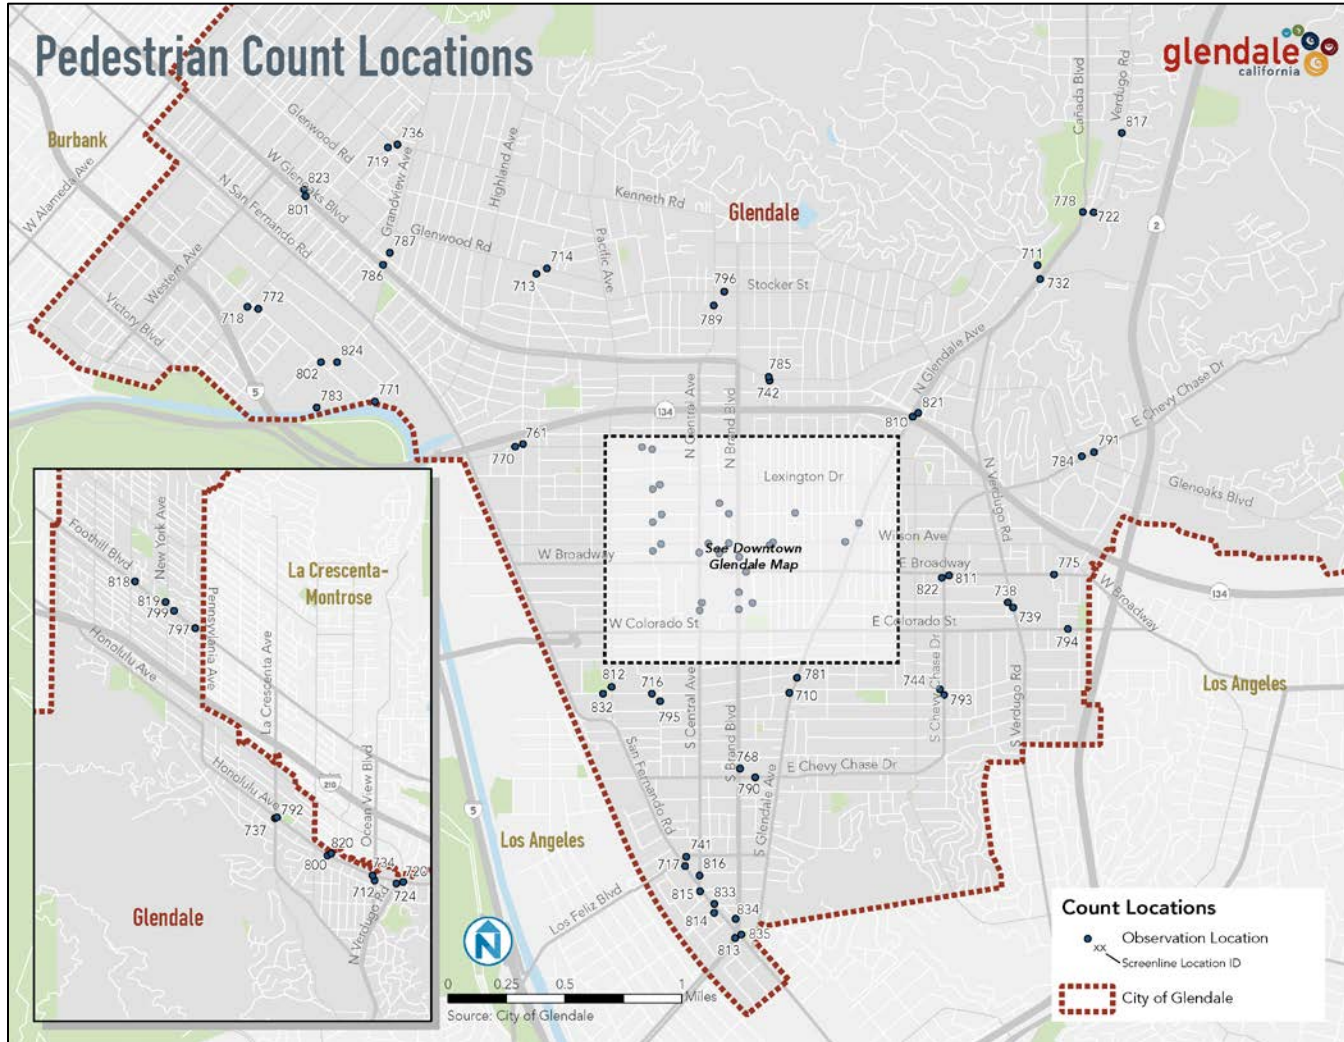 Pedestrian Count Locations
glendale
california
Burbank
W Alameda Ave
Glenwood Rd
W Glenoaks Blvd
N San Fernando Rd
Western Ave
Victory Blvd
Grandview Ave
Highland Ave
Glenwood Rd
Pacific Ave
Kenneth Rd
Glendale
Stocker St
Cañada Blvd
Verdugo Rd
817
736
719
823
801
787
786
714
713
778
722
711
732
2
796
789
718
772
802
824
783
771
5
785
742
134
N Central Ave
N Brand Blvd
N Glendale Ave
E Chevy Chase Dr
810
821
761
770
784
791
Lexington Dr
N Verdugo Rd
Glenoaks Blvd
See Downtown
Glendale Map
W Broadway
Wilson Ave
E Broadway
775
W Broadway
134
822
811
738
739
W Colorado St
E Colorado St
794
812
832
716
795
781
710
744
793
S Central Ave
S Brand Blvd
S Chevy Chase Dr
S Verdugo Rd
Los Angeles
San Fernando Rd
768
790
E Chevy Chase Dr
S Glendale Ave
5
Los Angeles
741
717
816
815
833
814
834
835
813
Los Feliz Blvd
Foothill Blvd
New York Ave
818
819
799
797
Pennsylvania Ave
La Crescenta-
Montrose
Honolulu Ave
La Crescenta Ave
Honolulu Ave
210
Ocean View Blvd
792
737
820
800
734
720
712
724
N Verdugo Rd
Glendale
N
0 0.25 0.5 1
Miles
Source: City of Glendale
Count Locations
Observation Location
xx
Screenline Location ID
City of Glendale